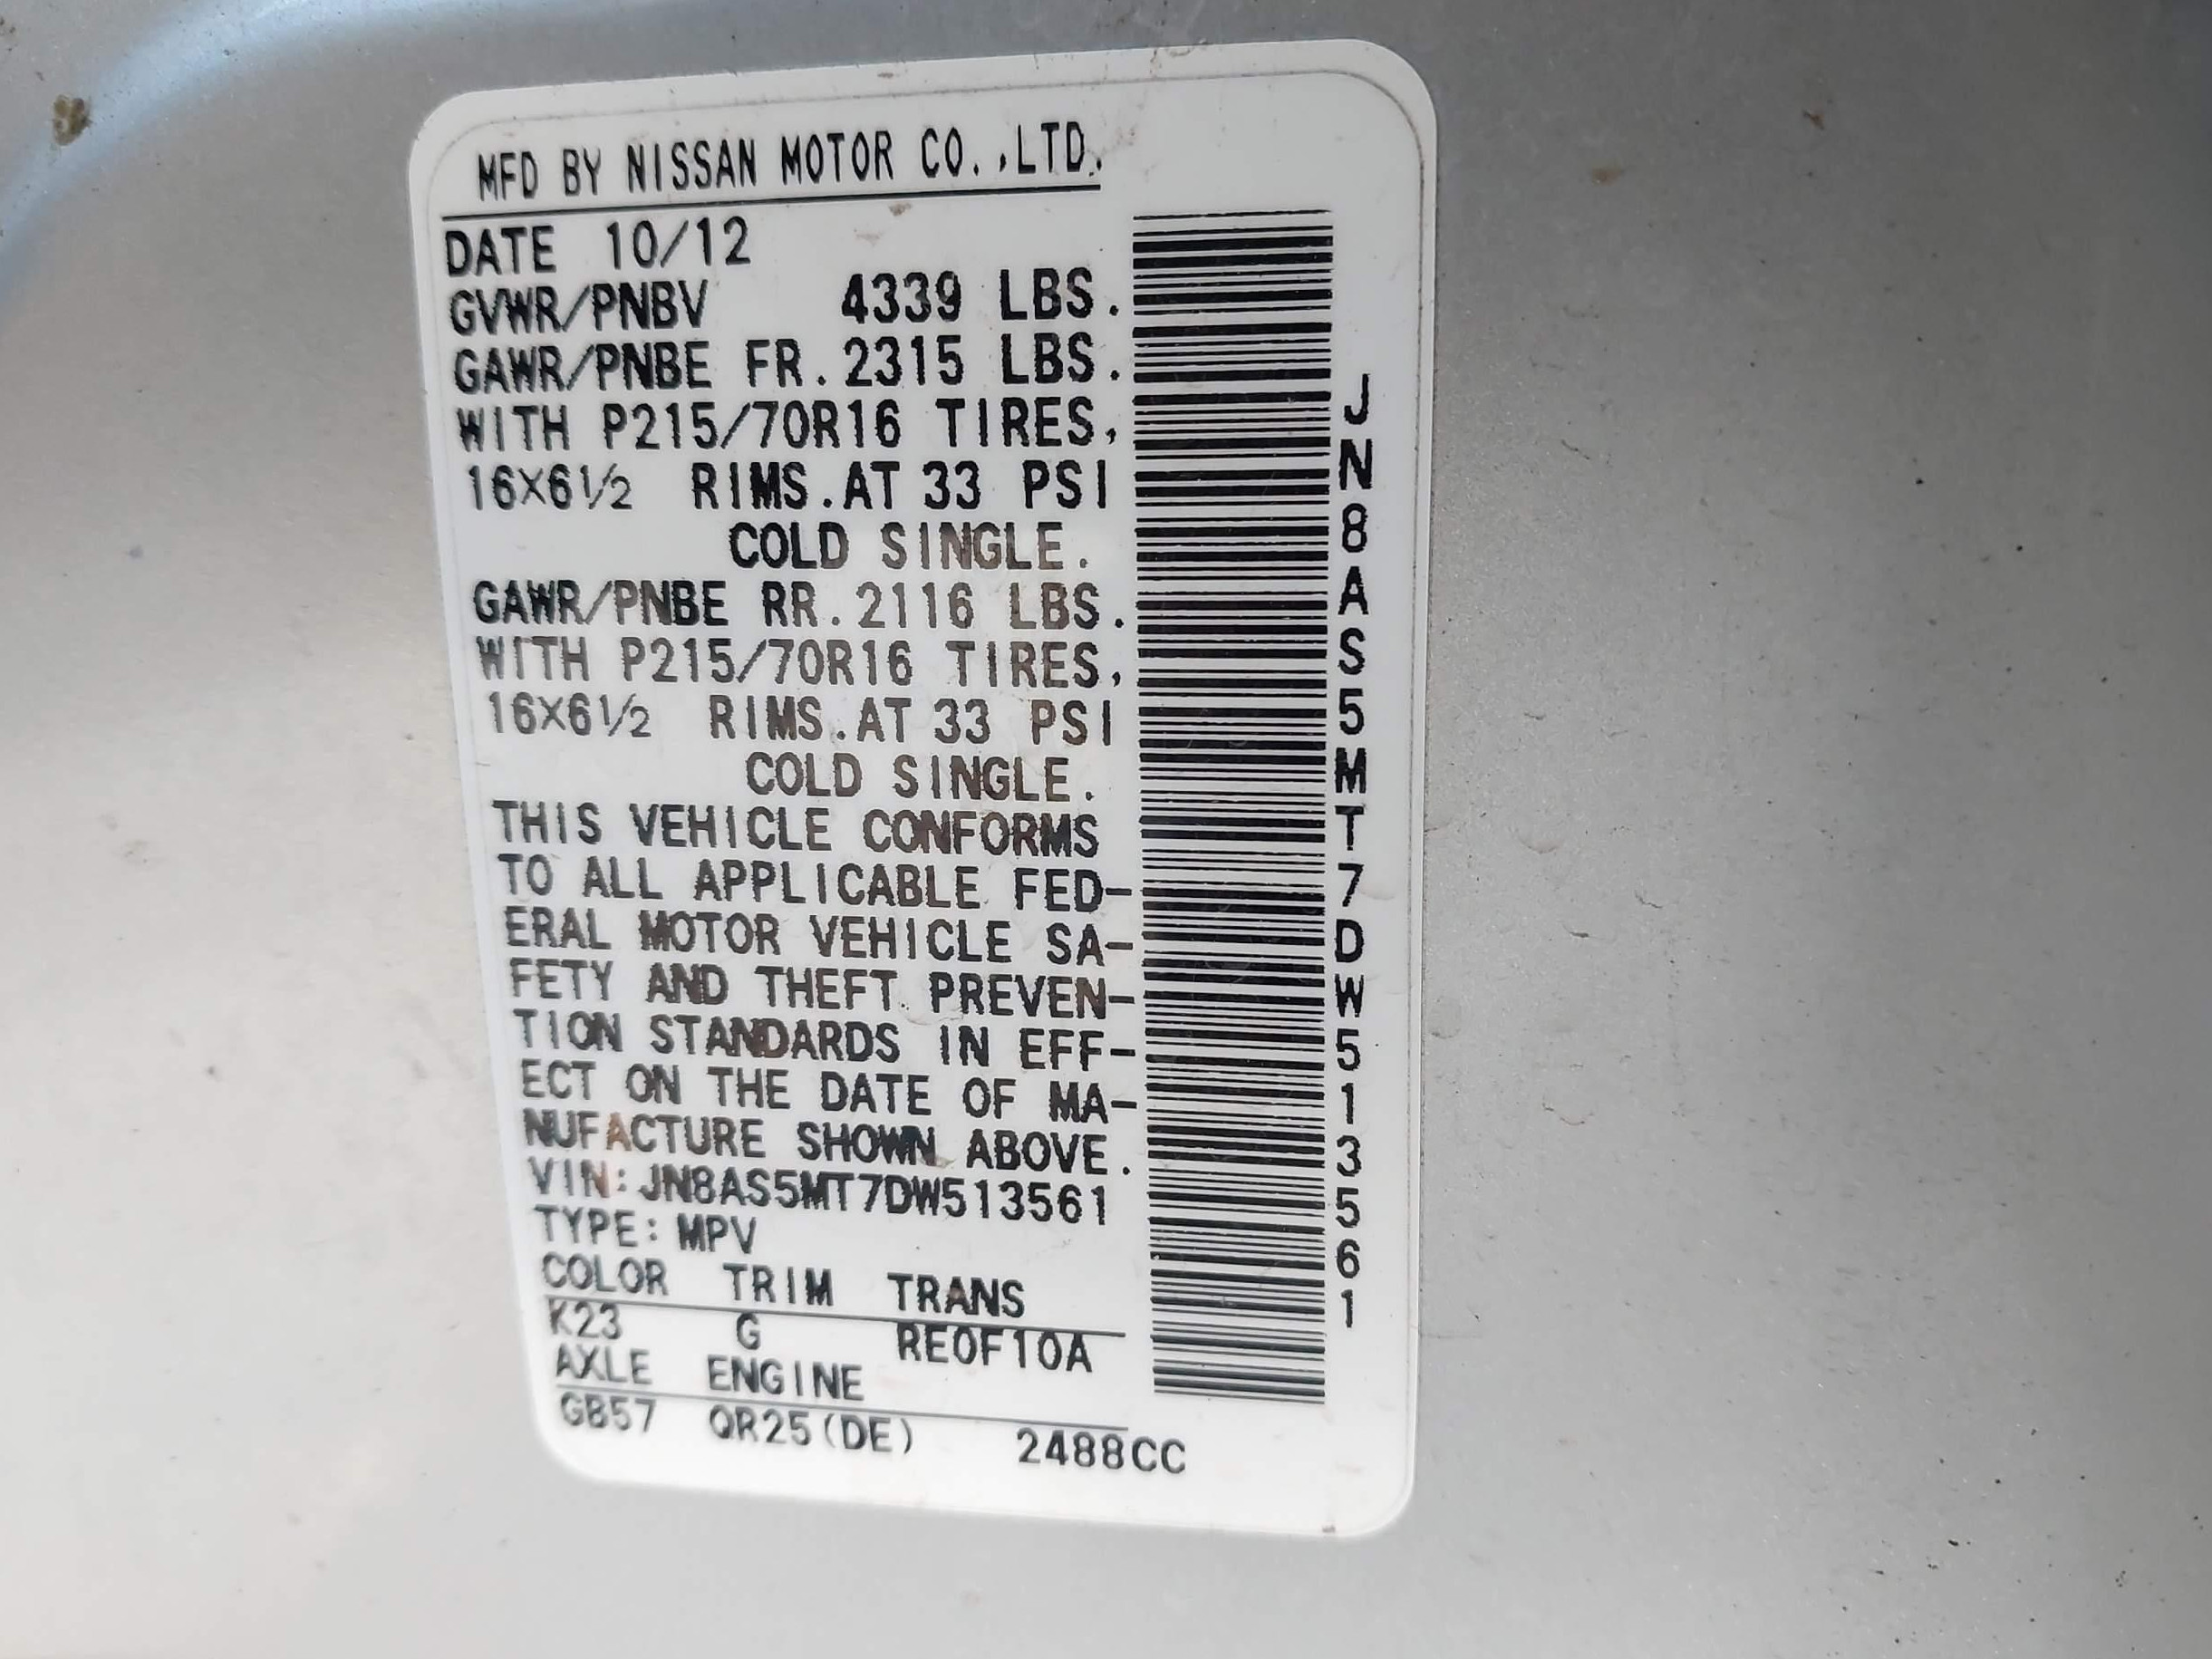 MFD BY NISSAN MOTOR CO.,LTD.
DATE 10/12
GVWR/PNBV 4339 LBS.
GAWR/PNBE FR. 2315 LBS.
WITH P215/70R16 TIRES,
16X6½ RIMS.AT 33 PSI
COLD SINGLE.
GAWR/PNBE RR. 2116 LBS.
WITH P215/70R16 TIRES,
16X6½ RIMS.AT 33 PSI
COLD SINGLE.
THIS VEHICLE CONFORMS
TO ALL APPLICABLE FED-
ERAL MOTOR VEHICLE SA-
FETY AND THEFT PREVEN-
TION STANDARDS IN EFF-
ECT ON THE DATE OF MA-
NUFACTURE SHOWN ABOVE.
VIN:JN8AS5MT7DW513561
TYPE:MPV
COLOR TRIM TRANS
K23 G RE0F10A
AXLE ENGINE
GB57 QR25(DE) 2488CC
JN8AS5MT7DW513561